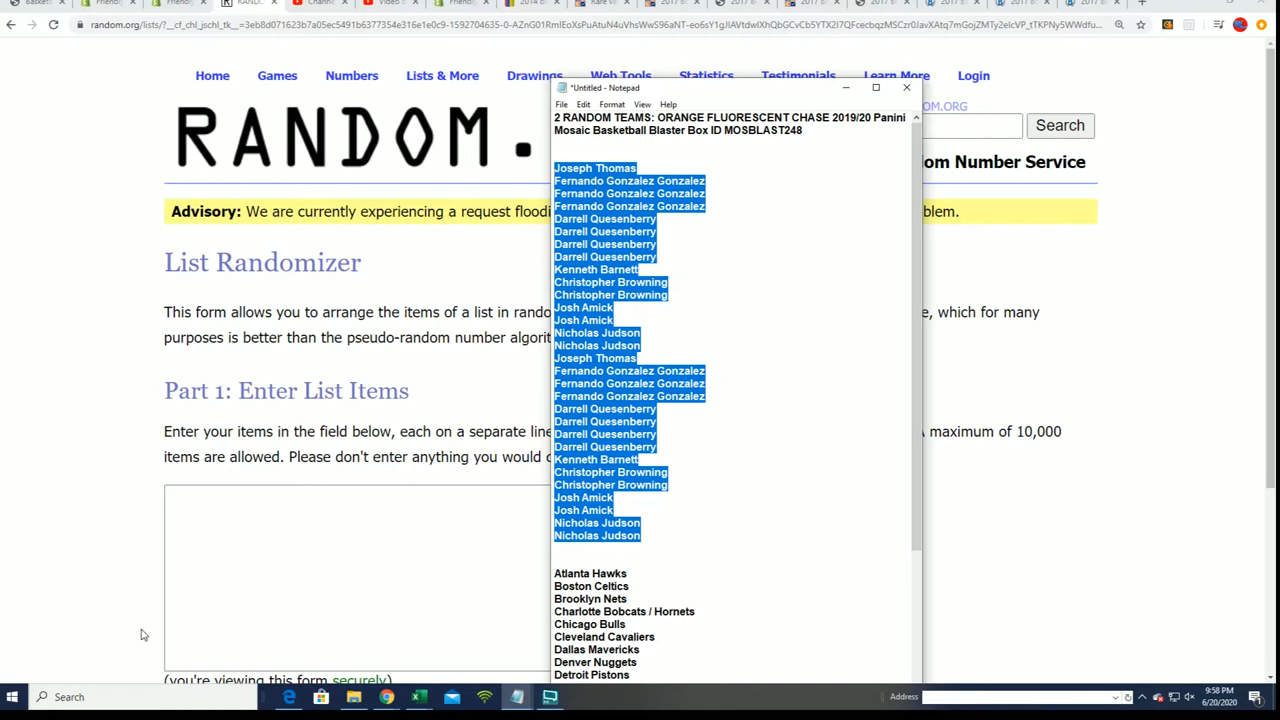 random.org/lists/?__cf_chl_jschl_tk__=3eb8d071623b7a05ec5491b6377354d316e1e0c9-1592704635-0-
Home Games Numbers Lists & More Drawings Web Tools Statistics Testimonials Learn More Login
RANDOM.
OM.ORG
Search
dom Number Service
Advisory: We are currently experiencing a request floodi
blem.
List Randomizer
This form allows you to arrange the items of a list in rando
e, which for many
purposes is better than the pseudo-random number algorit
Part 1: Enter List Items
Enter your items in the field below, each on a separate line
A maximum of 10,000
items are allowed. Please don't enter anything you would c
(you're viewing this form securely)
*Untitled - Notepad
File Edit Format View Help
2 RANDOM TEAMS: ORANGE FLUORESCENT CHASE 2019/20 Panini
Mosaic Basketball Blaster Box ID MOSBLAST248
Joseph Thomas
Fernando Gonzalez Gonzalez
Fernando Gonzalez Gonzalez
Fernando Gonzalez Gonzalez
Darrell Quesenberry
Darrell Quesenberry
Darrell Quesenberry
Darrell Quesenberry
Kenneth Barnett
Christopher Browning
Christopher Browning
Josh Amick
Josh Amick
Nicholas Judson
Nicholas Judson
Joseph Thomas
Fernando Gonzalez Gonzalez
Fernando Gonzalez Gonzalez
Fernando Gonzalez Gonzalez
Darrell Quesenberry
Darrell Quesenberry
Darrell Quesenberry
Darrell Quesenberry
Kenneth Barnett
Christopher Browning
Christopher Browning
Josh Amick
Josh Amick
Nicholas Judson
Nicholas Judson
Atlanta Hawks
Boston Celtics
Brooklyn Nets
Charlotte Bobcats / Hornets
Chicago Bulls
Cleveland Cavaliers
Dallas Mavericks
Denver Nuggets
Detroit Pistons
Search
Address
9:58 PM
6/20/2020